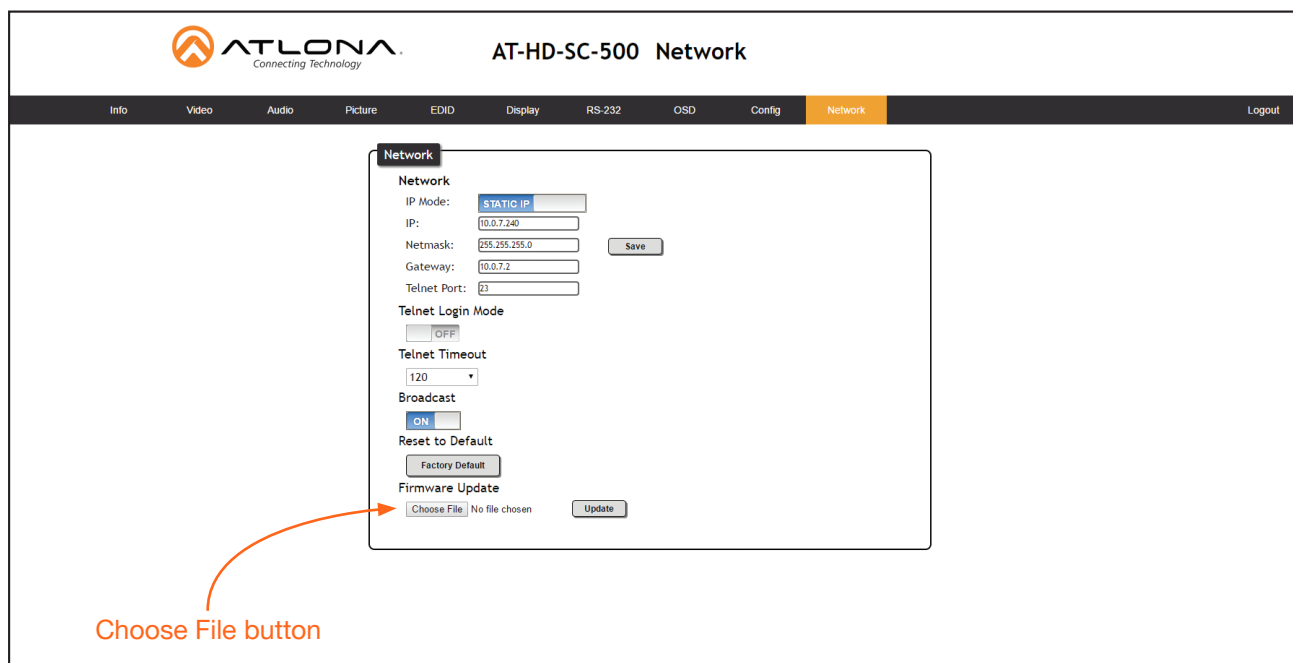 ATLONA.
Connecting Technology
AT-HD-SC-500 Network
Info Video Audio Picture EDID Display RS-232 OSD Config Network Logout
Network
Network
IP Mode: STATIC IP
IP: 10.0.7.240
Netmask: 255.255.255.0 Save
Gateway: 10.0.7.2
Telnet Port: 23
Telnet Login Mode
OFF
Telnet Timeout
120
Broadcast
ON
Reset to Default
Factory Default
Firmware Update
Choose File No file chosen Update
Choose File button